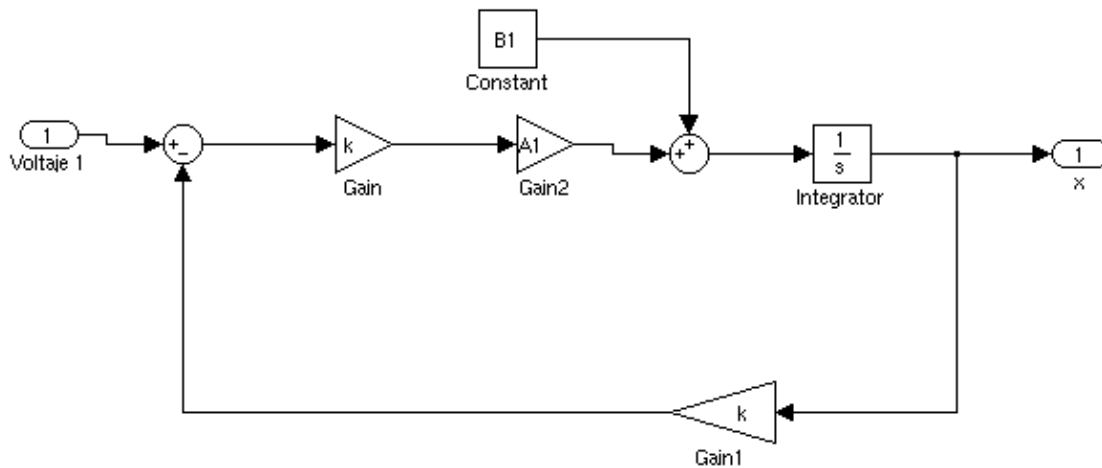 B1
Constant
1
Voltaje 1
+
−
k
Gain
A1
Gain2
+
+
1
s
Integrator
1
x
k
Gain1